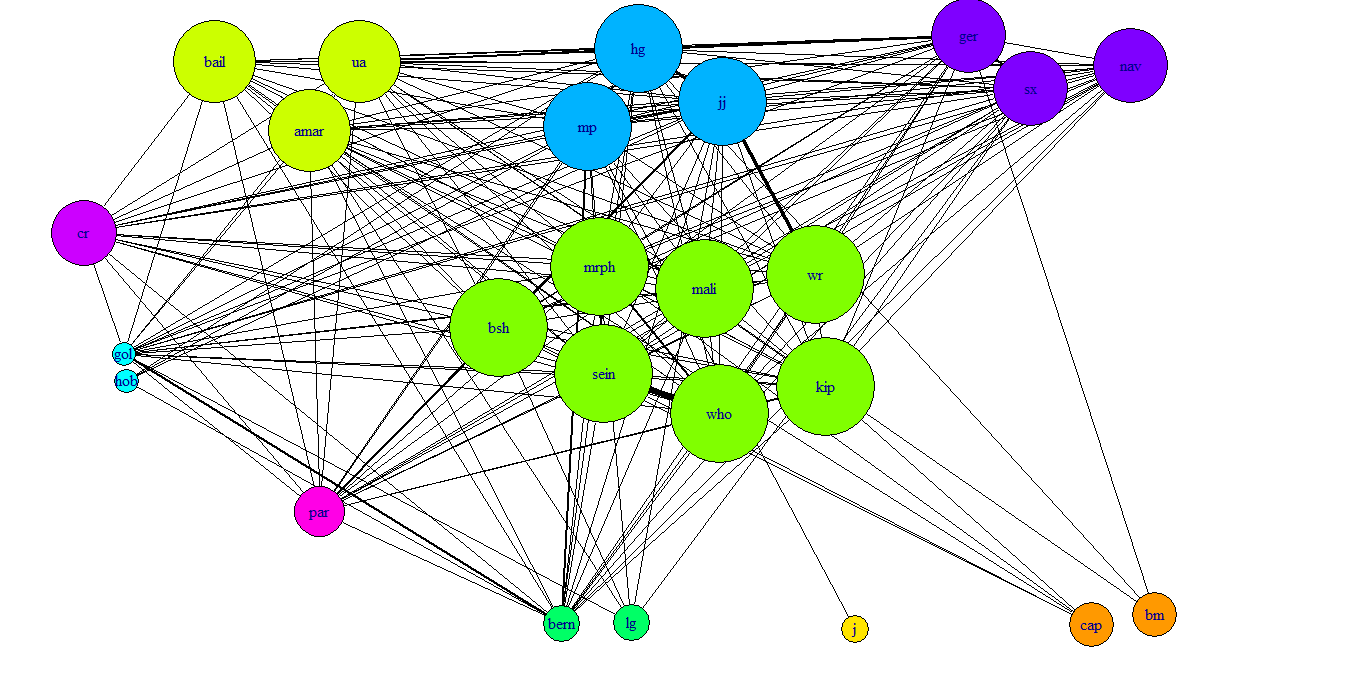 ger
hg
bail
ua
nav
sx
jj
mp
amar
cr
mrph
wr
mali
bsh
gol
sein
hob
kip
who
par
bm
bern
lg
cap
j